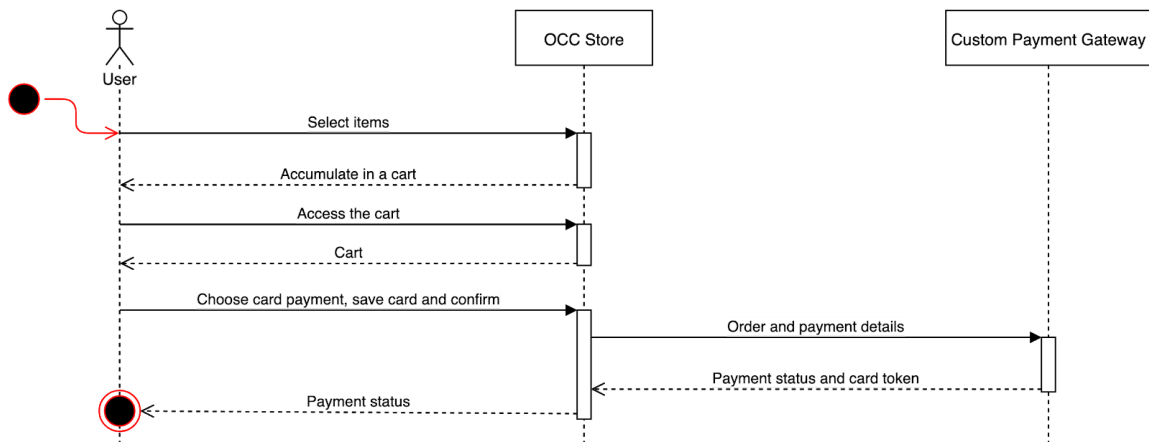 User
OCC Store
Custom Payment Gateway
Select items
Accumulate in a cart
Access the cart
Cart
Choose card payment, save card and confirm
Order and payment details
Payment status and card token
Payment status